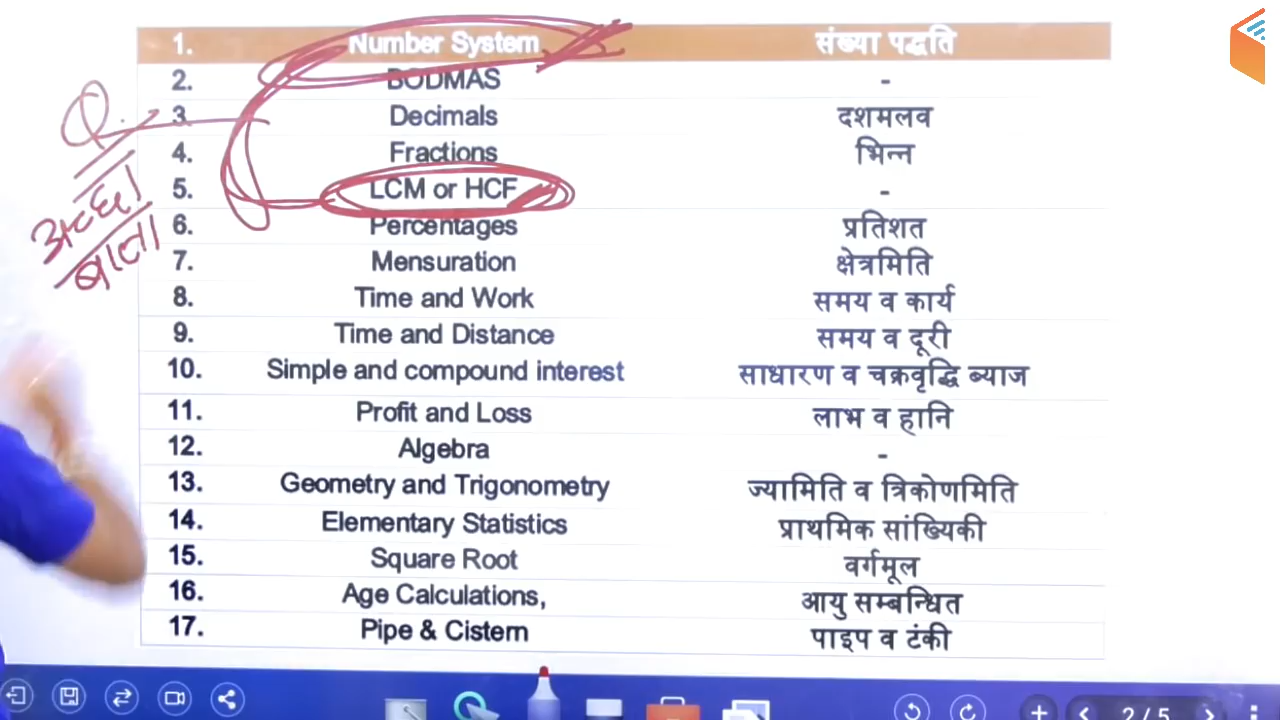 1. Number System संख्या पद्धति
2. BODMAS -
3. Decimals दशमलव
4. Fractions भिन्न
5. LCM or HCF -
6. Percentages प्रतिशत
7. Mensuration क्षेत्रमिति
8. Time and Work समय व कार्य
9. Time and Distance समय व दूरी
10. Simple and compound interest साधारण व चक्रवृद्धि ब्याज
11. Profit and Loss लाभ व हानि
12. Algebra -
13. Geometry and Trigonometry ज्यामिति व त्रिकोणमिति
14. Elementary Statistics प्राथमिक सांख्यिकी
15. Square Root वर्गमूल
16. Age Calculations, आयु सम्बन्धित
17. Pipe & Cistern पाइप व टंकी
Q.
2 / 5